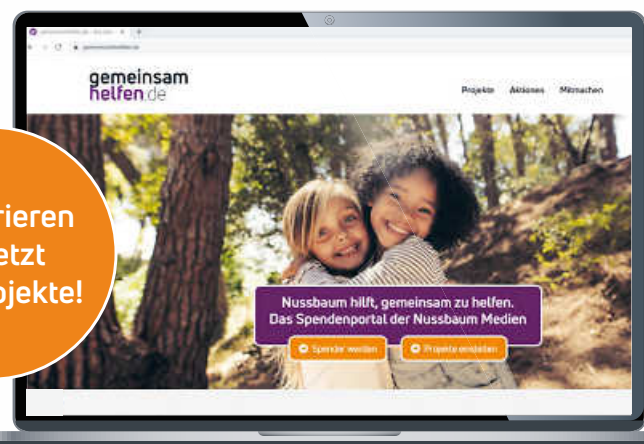 gemeinsam
helfen.de
Projekte Aktionen Mitmachen
rieren
etzt
ojekte!
Nussbaum hilft, gemeinsam zu helfen.
Das Spendenportal der Nussbaum Medien
Spender werden Projekte einstellen